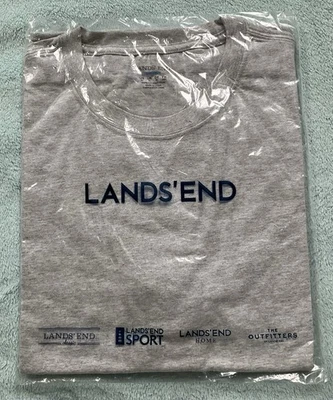 LANDS'END
LANDS' END
LANDS'END
SPORT
LANDS' END
HOME
THE
OUTFITTERS